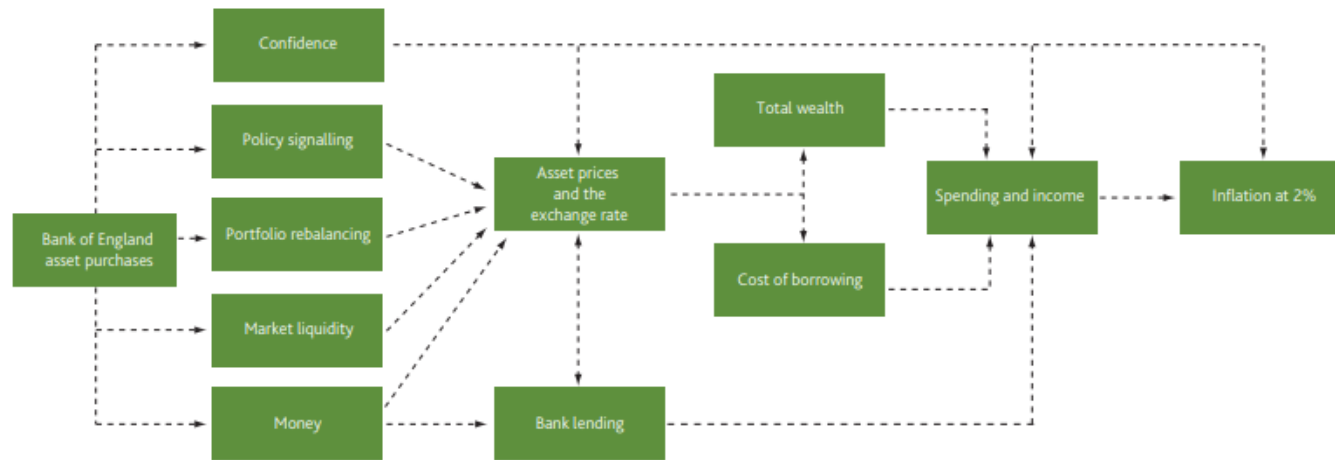 Confidence
Policy signalling
Portfolio rebalancing
Market liquidity
Money
Bank of England
asset purchases
Asset prices
and the
exchange rate
Bank lending
Total wealth
Cost of borrowing
Spending and income
Inflation at 2%